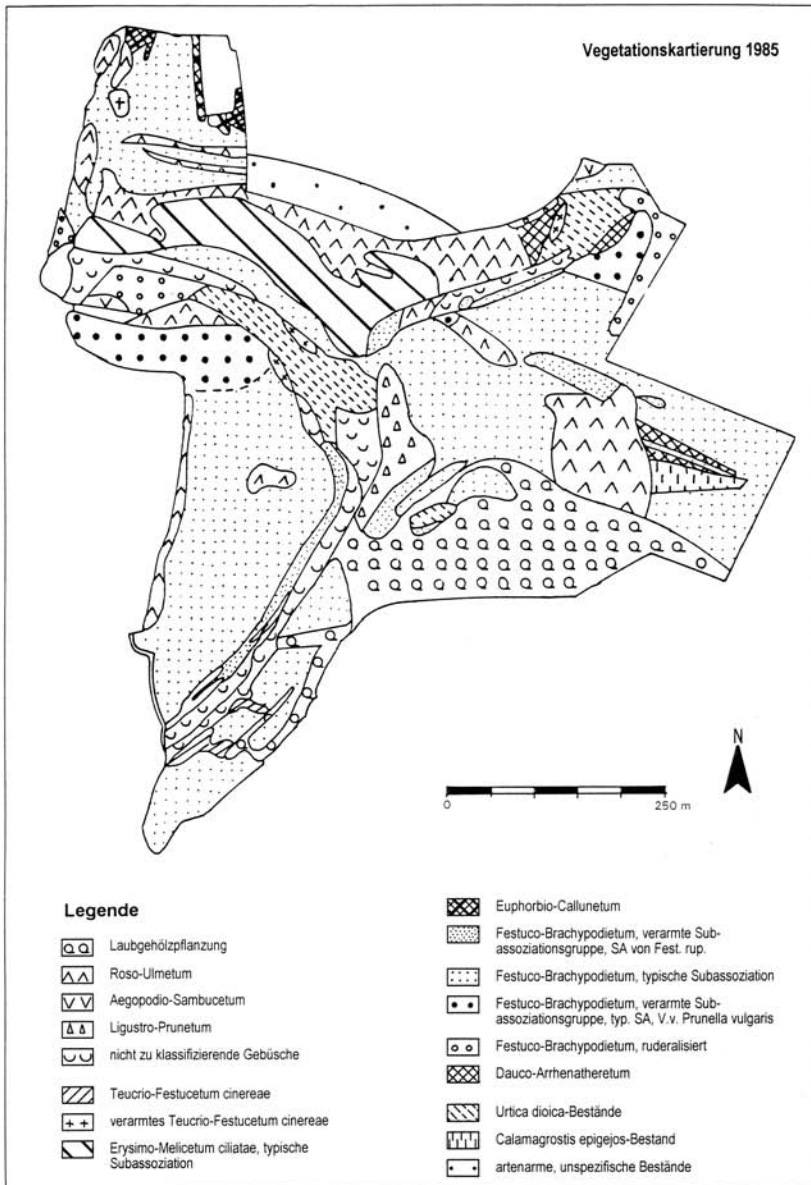 Vegetationskartierung 1985
N
0
250 m
Legende
Laubgehölzpflanzung
Roso-Ulmetum
Aegopodio-Sambucetum
Ligustro-Prunetum
nicht zu klassifizierende Gebüsche
Teucrio-Festucetum cinereae
verarmtes Teucrio-Festucetum cinereae
Erysimo-Melicetum ciliatae, typische
Subassoziation
Euphorbio-Callunetum
Festuco-Brachypodietum, verarmte Sub-
assoziationsgruppe, SA von Fest. rup.
Festuco-Brachypodietum, typische Subassoziation
Festuco-Brachypodietum, verarmte Sub-
assoziationsgruppe, typ. SA, V.v. Prunella vulgaris
Festuco-Brachypodietum, ruderalisiert
Dauco-Arrhenatheretum
Urtica dioica-Bestände
Calamagrostis epigejos-Bestand
artenarme, unspezifische Bestände